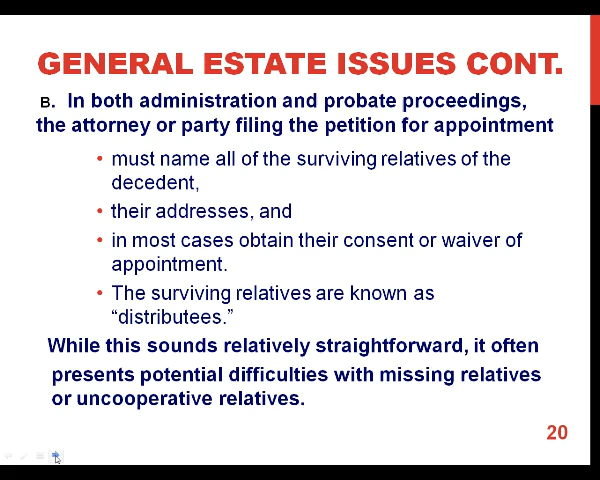 GENERAL ESTATE ISSUES CONT.
B. In both administration and probate proceedings,
the attorney or party filing the petition for appointment
• must name all of the surviving relatives of the
decedent,
• their addresses, and
• in most cases obtain their consent or waiver of
appointment.
• The surviving relatives are known as
“distributees.”
While this sounds relatively straightforward, it often
presents potential difficulties with missing relatives
or uncooperative relatives.
20